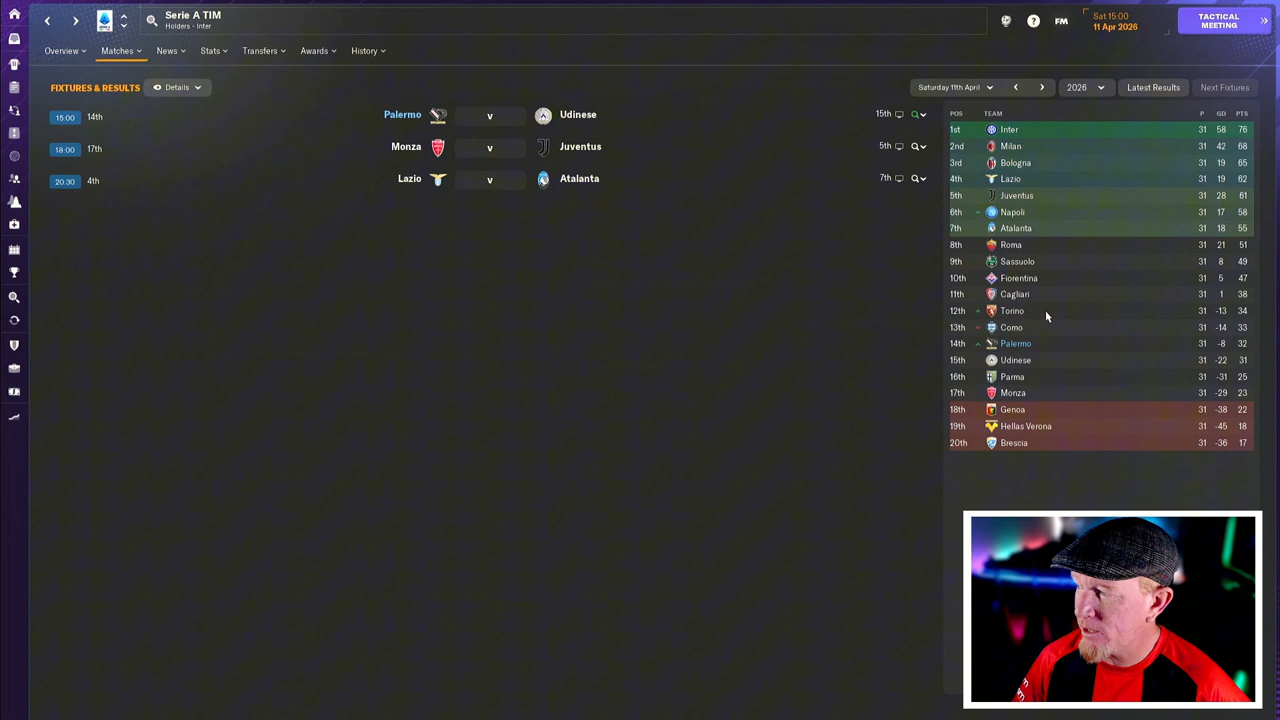 Serie A TIM
Holders - Inter
FM
Sat 15:00
11 Apr 2026
TACTICAL
MEETING
Overview Matches News Stats Transfers Awards History
FIXTURES & RESULTS Details
Saturday 11th April 2026 Latest Results Next Fixtures
15:00 14th Palermo v Udinese 15th
18:00 17th Monza v Juventus 5th
20:30 4th Lazio v Atalanta 7th
POS TEAM P GD PTS
1st Inter 31 58 76
2nd Milan 31 42 68
3rd Bologna 31 19 65
4th Lazio 31 19 62
5th Juventus 31 28 61
6th Napoli 31 17 58
7th Atalanta 31 18 55
8th Roma 31 21 51
9th Sassuolo 31 8 49
10th Fiorentina 31 5 47
11th Cagliari 31 1 38
12th Torino 31 -13 34
13th Como 31 -14 33
14th Palermo 31 -8 32
15th Udinese 31 -22 31
16th Parma 31 -31 25
17th Monza 31 -29 23
18th Genoa 31 -38 22
19th Hellas Verona 31 -45 18
20th Brescia 31 -36 17